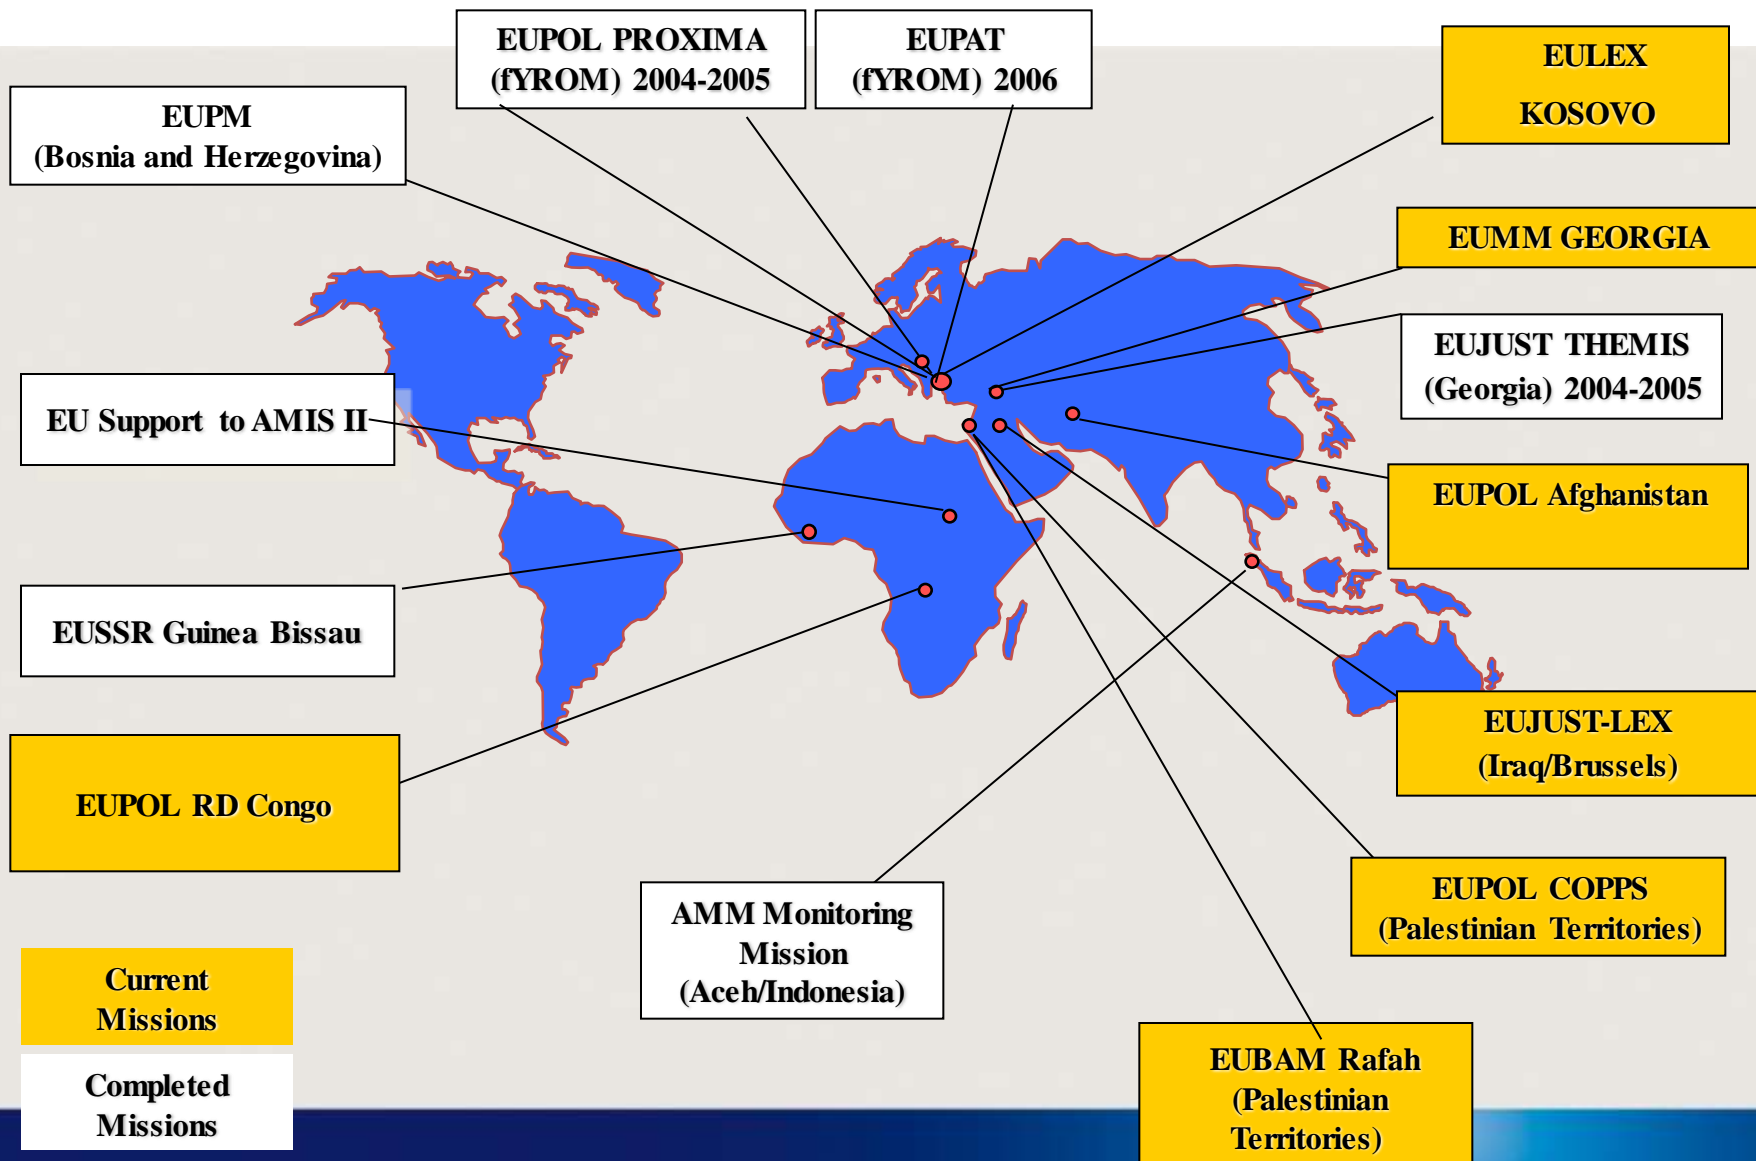 EUPOL PROXIMA
(fYROM) 2004-2005
EUPAT
(fYROM) 2006
EULEX
KOSOVO
EUPM
(Bosnia and Herzegovina)
EUMM GEORGIA
EUJUST THEMIS
(Georgia) 2004-2005
EU Support to AMIS II
EUPOL Afghanistan
EUSSR Guinea Bissau
EUJUST-LEX
(Iraq/Brussels)
EUPOL RD Congo
EUPOL COPPS
(Palestinian Territories)
AMM Monitoring
Mission
(Aceh/Indonesia)
Current
Missions
EUBAM Rafah
(Palestinian
Territories)
Completed
Missions